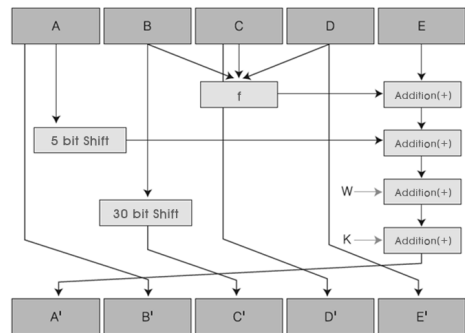 A B C D E
f Addition(+)
5 bit Shift Addition(+)
W Addition(+)
30 bit Shift
K Addition(+)
A' B' C' D' E'